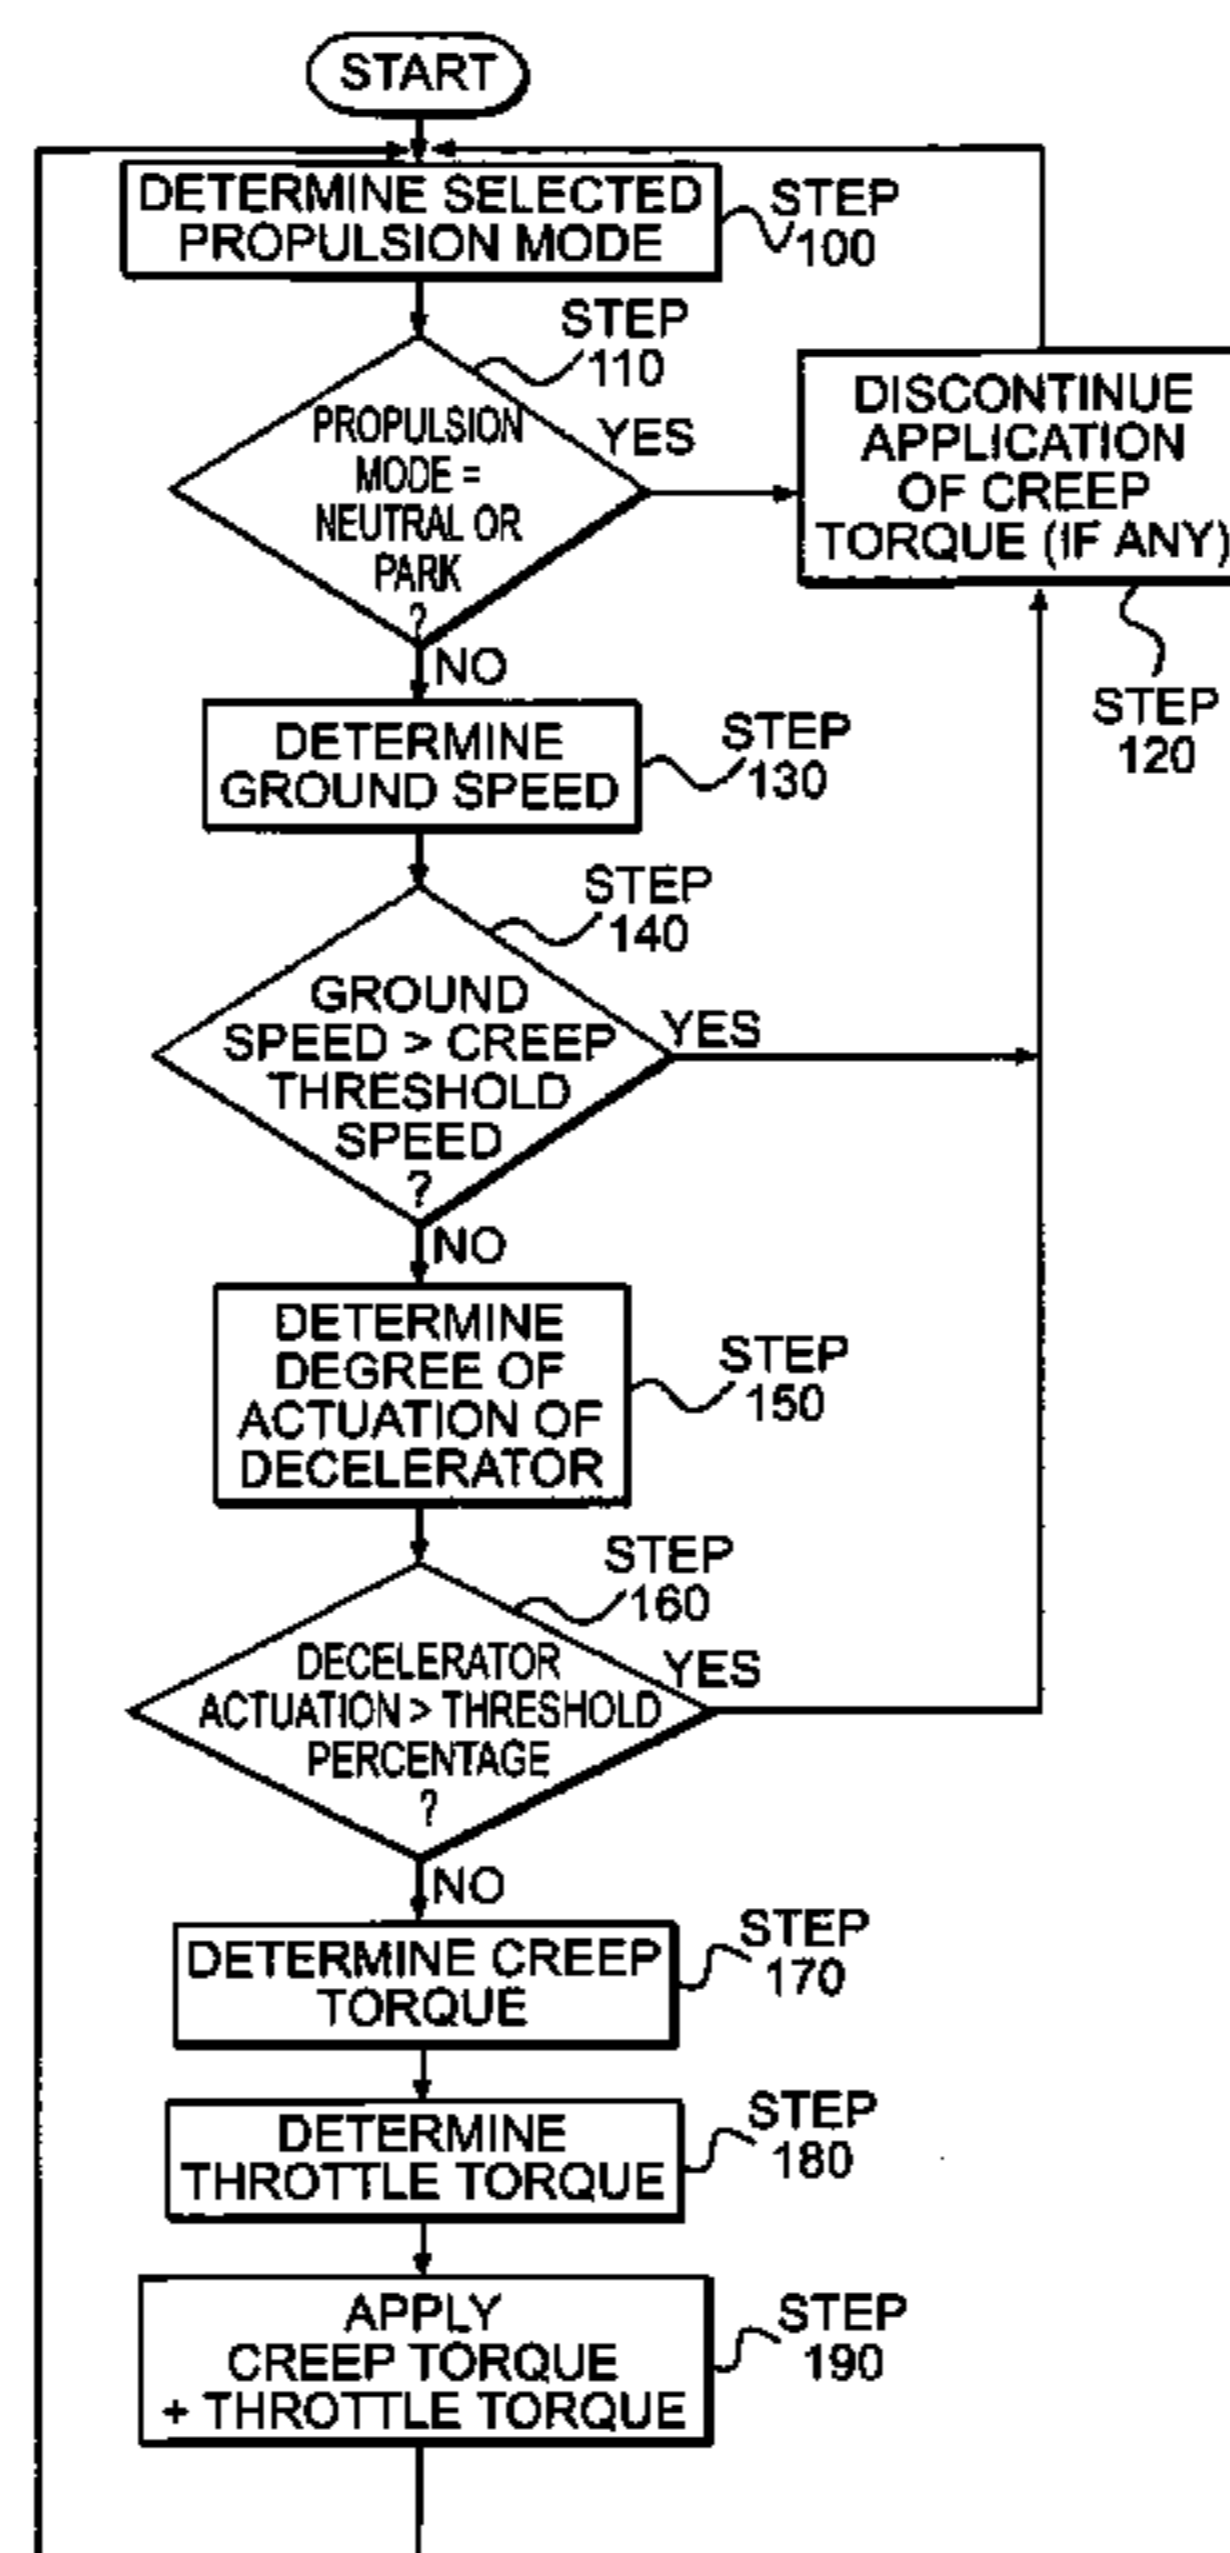 START
DETERMINE SELECTED
PROPULSION MODE
STEP
100
STEP
110
PROPULSION
MODE =
NEUTRAL OR
PARK
?
YES
DISCONTINUE
APPLICATION
OF CREEP
TORQUE (IF ANY)
STEP
120
NO
DETERMINE
GROUND SPEED
STEP
130
STEP
140
GROUND
SPEED > CREEP
THRESHOLD
SPEED
?
YES
NO
DETERMINE
DEGREE OF
ACTUATION OF
DECELERATOR
STEP
150
STEP
160
DECELERATOR
ACTUATION > THRESHOLD
PERCENTAGE
?
YES
NO
DETERMINE CREEP
TORQUE
STEP
170
DETERMINE
THROTTLE TORQUE
STEP
180
APPLY
CREEP TORQUE
+ THROTTLE TORQUE
STEP
190